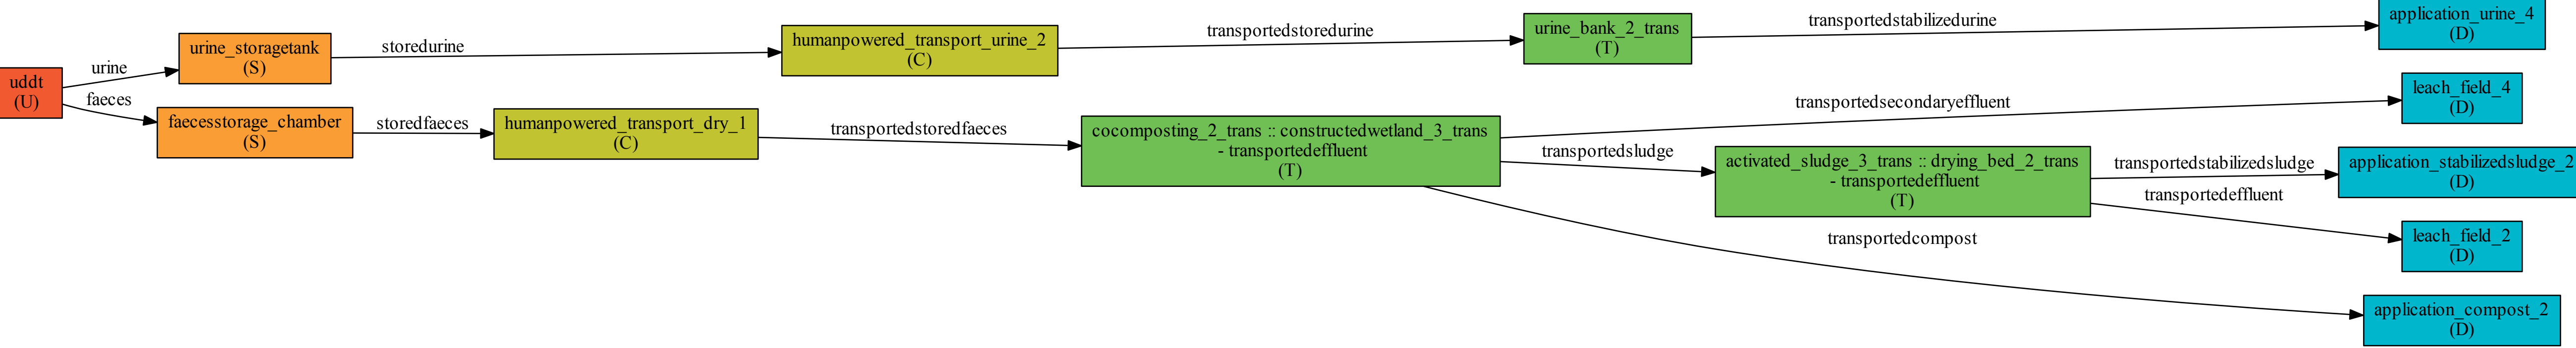 uddt
(U)
urine
faeces
urine_storagetank
(S)
faecesstorage_chamber
(S)
storedurine
storedfaeces
humanpowered_transport_urine_2
(C)
humanpowered_transport_dry_1
(C)
transportedstoredurine
transportedstoredfaeces
urine_bank_2_trans
(T)
cocomposting_2_trans :: constructedwetland_3_trans
- transportedeffluent
(T)
transportedstabilizedurine
transportedsecondaryeffluent
transportedsludge
transportedcompost
activated_sludge_3_trans :: drying_bed_2_trans
- transportedeffluent
(T)
transportedstabilizedsludge
transportedeffluent
application_urine_4
(D)
leach_field_4
(D)
application_stabilizedsludge_2
(D)
leach_field_2
(D)
application_compost_2
(D)